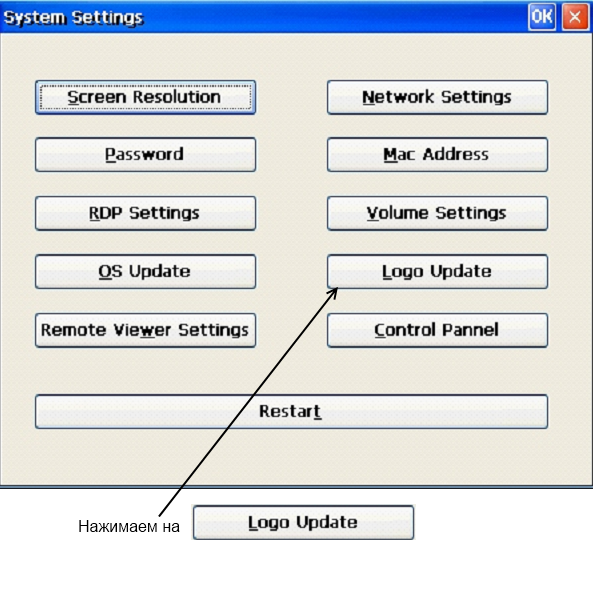 System Settings OK
Screen Resolution Network Settings
Password Mac Address
RDP Settings Volume Settings
OS Update Logo Update
Remote Viewer Settings Control Pannel
Restart
Нажимаем на Logo Update